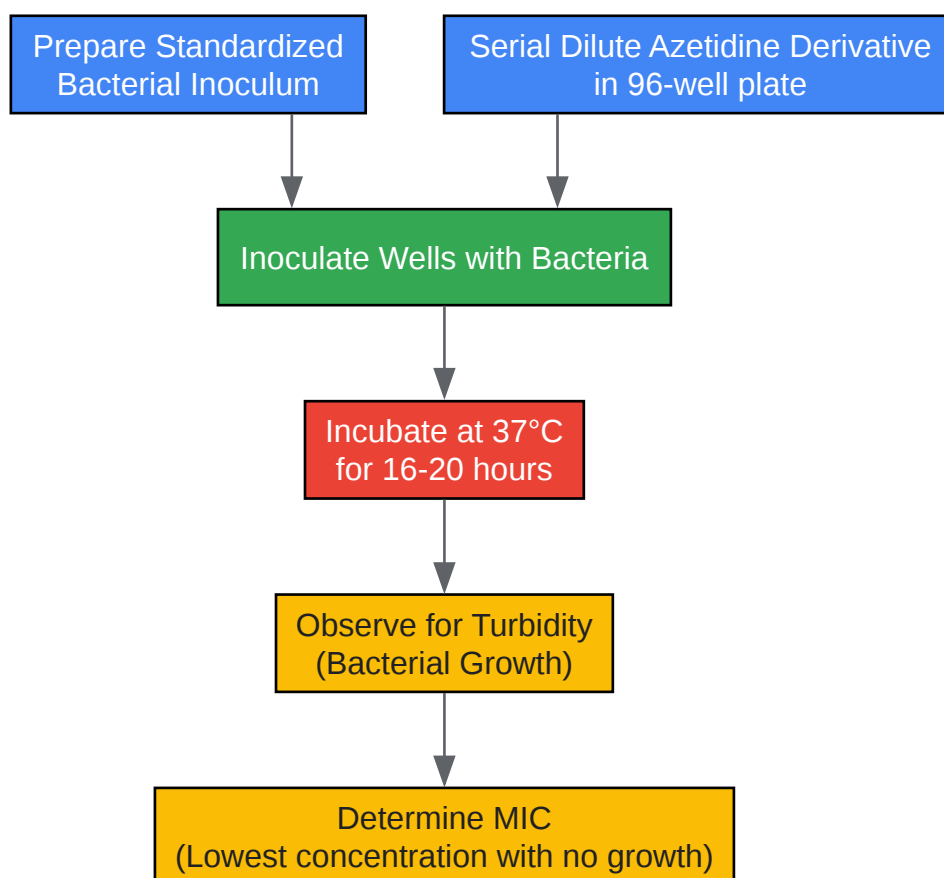 Prepare Standardized
Bacterial Inoculum
Serial Dilute Azetidine Derivative
in 96-well plate
Inoculate Wells with Bacteria
Incubate at 37°C
for 16-20 hours
Observe for Turbidity
(Bacterial Growth)
Determine MIC
(Lowest concentration with no growth)